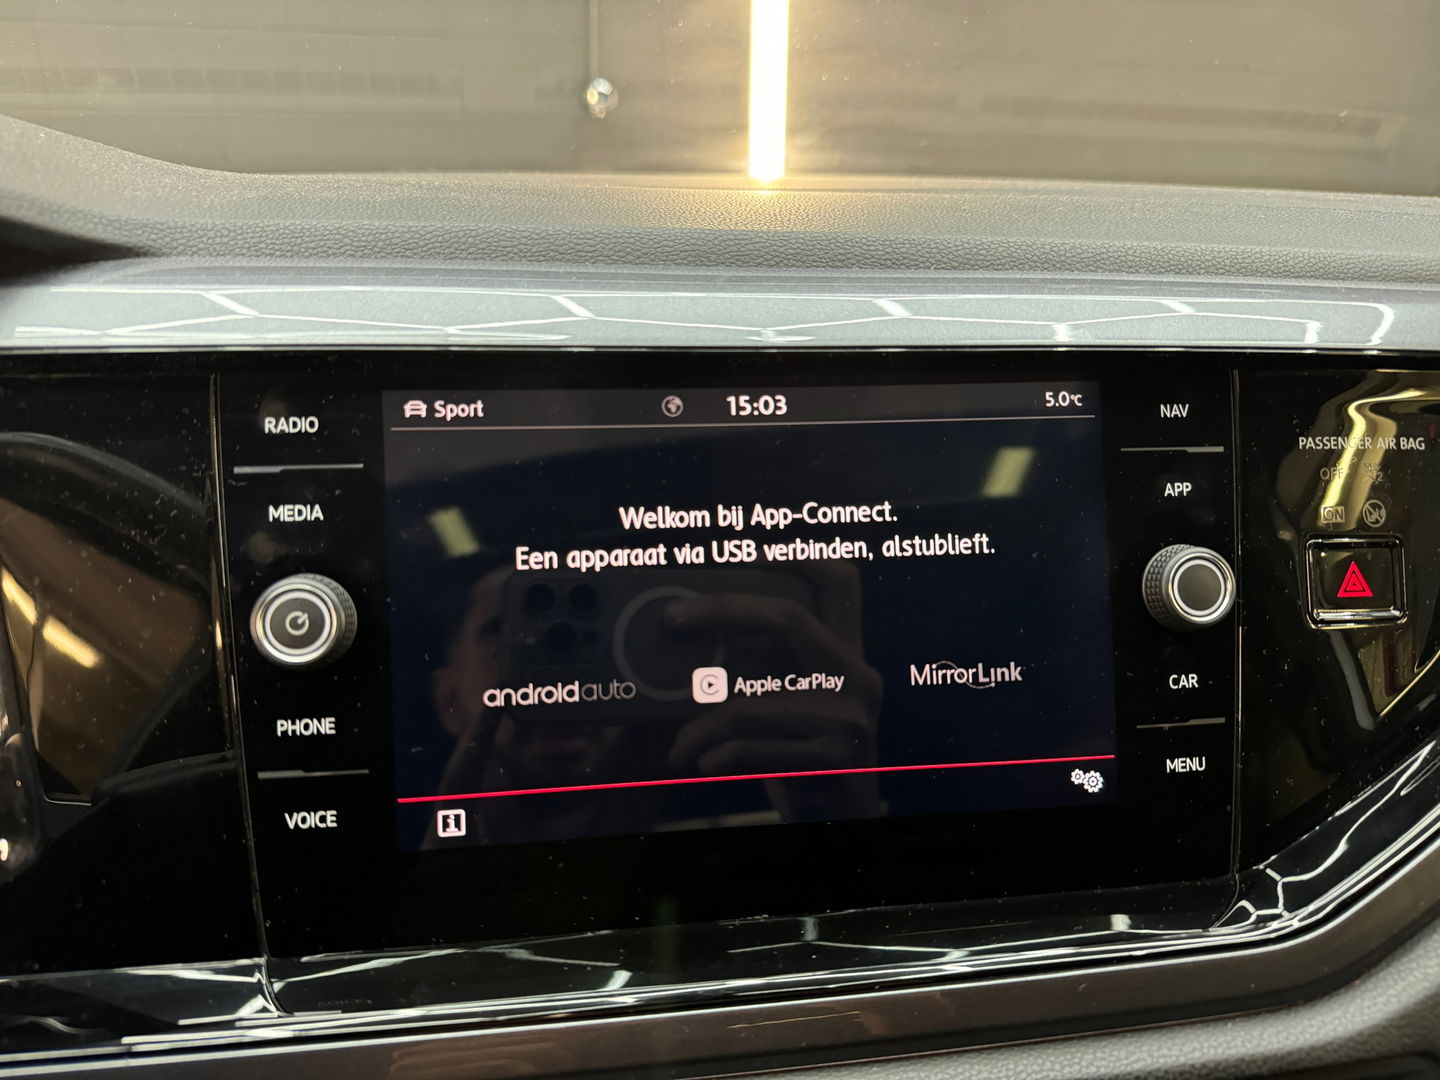 RADIO
MEDIA
PHONE
VOICE
Sport
15:03
5.0°C
Welkom bij App-Connect.
Een apparaat via USB verbinden, alstublieft.
androidauto
Apple CarPlay
MirrorLink
NAV
APP
CAR
MENU
PASSENGER AIR BAG
OFF
ON